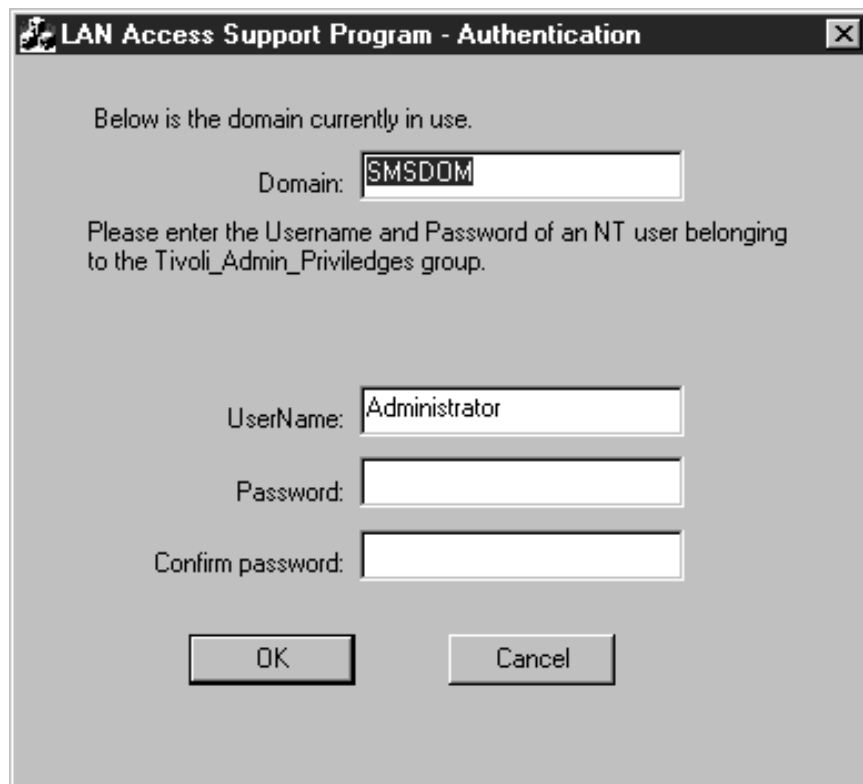 LAN Access Support Program - Authentication
Below is the domain currently in use.
Domain: SMSDOM
Please enter the Username and Password of an NT user belonging
to the Tivoli_Admin_Priviledges group.
UserName: Administrator
Password:
Confirm password:
OK Cancel